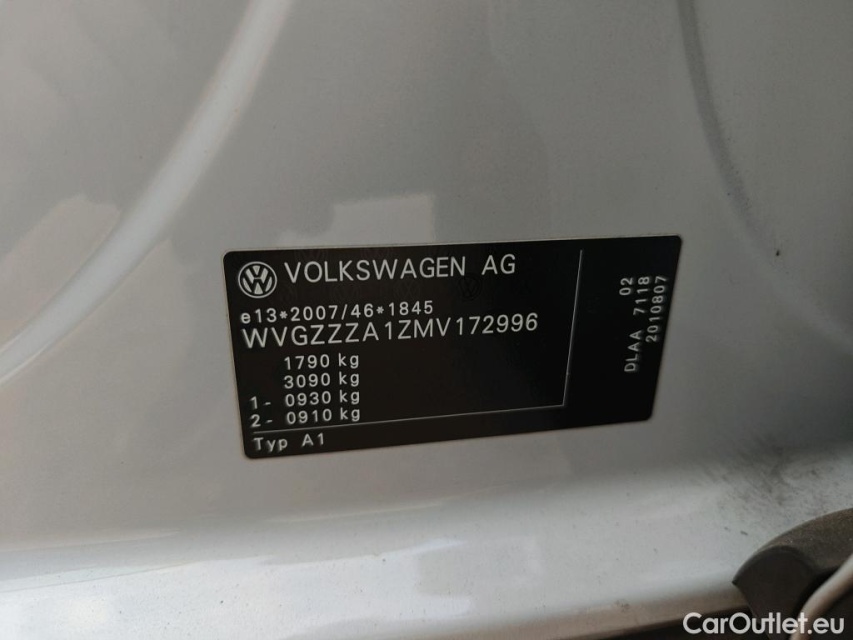 VOLKSWAGEN AG
e13*2007/46*1845
WVGZZZA1ZMV172996
1790 kg
3090 kg
1- 0930 kg
2- 0910 kg
Typ A1
02
DLAA 7118
2010807
CarOutlet.eu